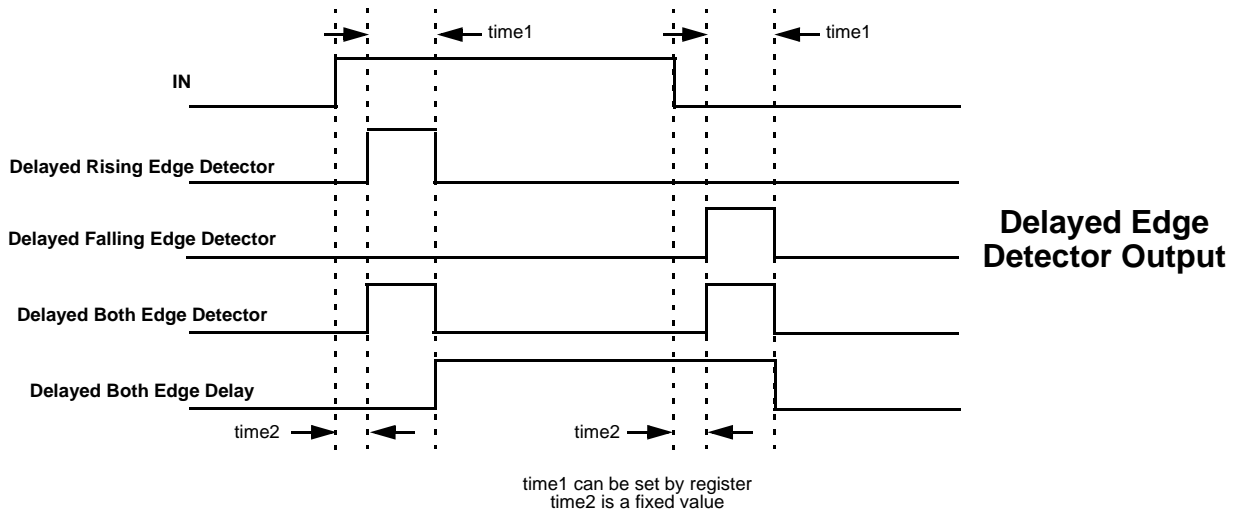 time1
time1
IN
Delayed Rising Edge Detector
Delayed Falling Edge Detector
Delayed Edge
Detector Output
Delayed Both Edge Detector
Delayed Both Edge Delay
time2
time2
time1 can be set by register
time2 is a fixed value